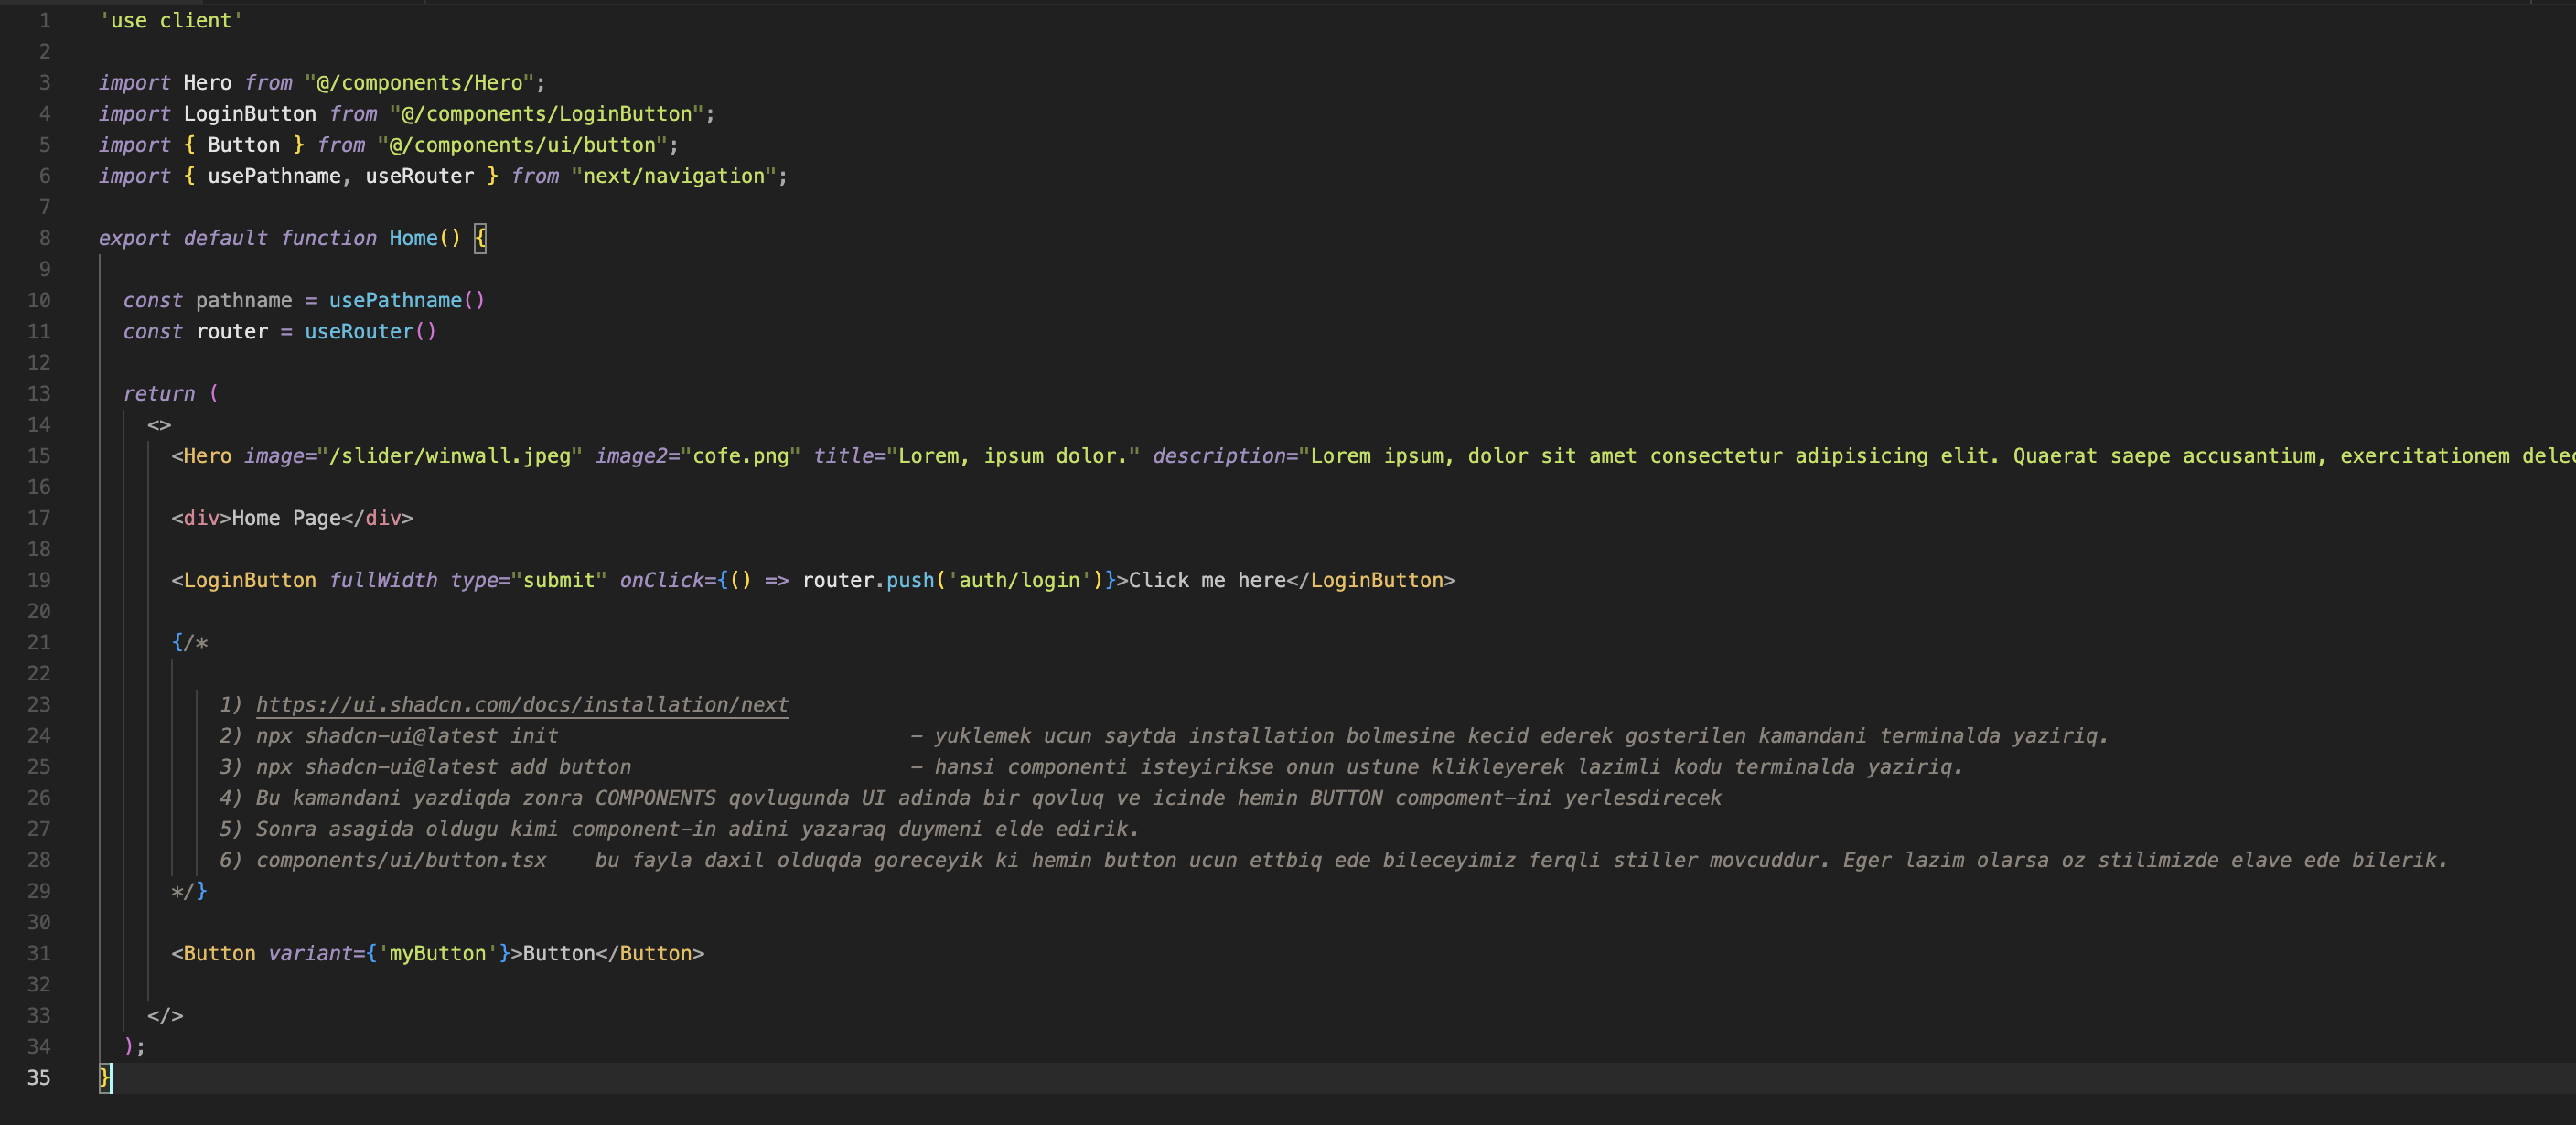 1 'use client'
2
3 import Hero from "@/components/Hero";
4 import LoginButton from "@/components/LoginButton";
5 import { Button } from "@/components/ui/button";
6 import { usePathname, useRouter } from "next/navigation";
7
8 export default function Home() {
9
10 const pathname = usePathname()
11 const router = useRouter()
12
13 return (
14 <>
15 <Hero image="/slider/winwall.jpeg" image2="cofe.png" title="Lorem, ipsum dolor." description="Lorem ipsum, dolor sit amet consectetur adipisicing elit. Quaerat saepe accusantium, exercitationem
16
17 <div>Home Page</div>
18
19 <LoginButton fullWidth type="submit" onClick={() => router.push('auth/login')}>Click me here</LoginButton>
20
21 {/*
22
23 1) https://ui.shadcn.com/docs/installation/next
24 2) npx shadcn-ui@latest init - yuklemek ucun saytda installation bolmesine kecid ederek gosterilen kamandani terminalda yaziriq.
25 3) npx shadcn-ui@latest add button - hansi componenti isteyirikse onun ustune klikleyerek lazimli kodu terminalda yaziriq.
26 4) Bu kamandani yazdiqda zonra COMPONENTS qovlugunda UI adinda bir qovluq ve icinde hemin BUTTON compoment-ini yerlesdirecek
27 5) Sonra asagida oldugu kimi component-in adini yazaraq duymeni elde edirik.
28 6) components/ui/button.tsx bu fayla daxil olduqda goreceyik ki hemin button ucun ettbiq ede bileceyimiz ferqli stiller movcuddur. Eger lazim olarsa oz stilimizde elave ede bilerik.
29 */}
30
31 <Button variant={'myButton'}>Button</Button>
32
33 </>
34 );
35 }